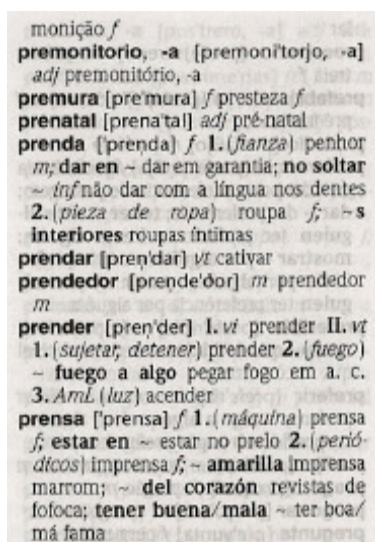 monição f
premonitorio, -a [premoni'torjo, -a]
adj premonitório, -a
premura [pre'mura] f presteza f
prenatal [prena'tal] adj pré-natal
prenda ['prenda] f 1. (fianza) penhor
m; dar en ~ dar em garantia; no soltar
~ inf não dar com a língua nos dentes
2. (pieza de ropa) roupa f; ~s
interiores roupas íntimas
prendar [pren̩'dar] vt cativar
prendedor [prende'ðor] m prendedor
m
prender [pren̩'der] I. vi prender II. vt
1. (sujetar, detener) prender 2. (fuego)
~ fuego a algo pegar fogo em a. c.
3. AmL (luz) acender
prensa ['prensa] f 1. (máquina) prensa
f; estar en ~ estar no prelo 2. (perió-
dicos) imprensa f; ~ amarilla imprensa
marrom; ~ del corazón revistas de
fofoca; tener buena/mala ~ ter boa/
má fama